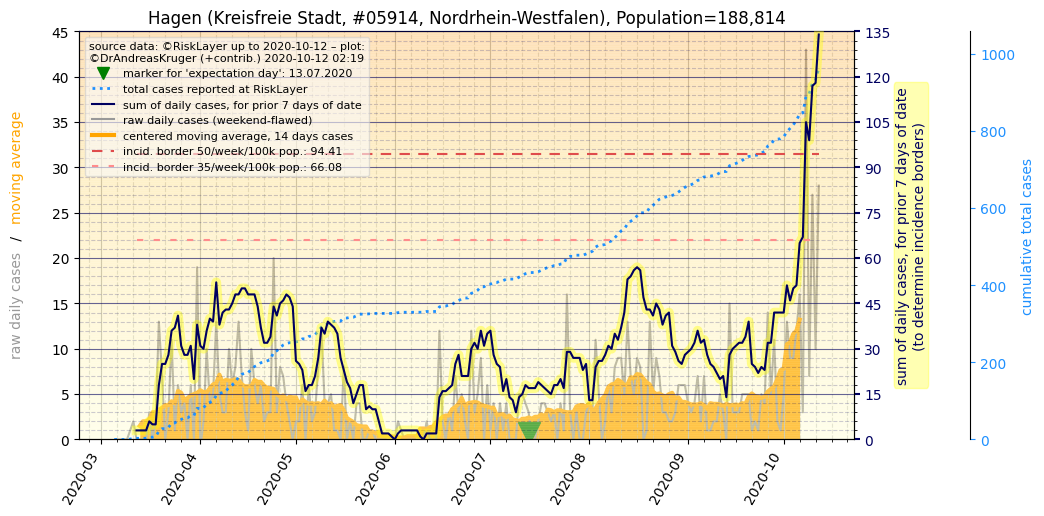 Hagen (Kreisfreie Stadt, #05914, Nordrhein-Westfalen), Population=188,814
source data: ©RiskLayer up to 2020-10-12 – plot:
©DrAndreasKruger (+contrib.) 2020-10-12 02:19
marker for 'expectation day': 13.07.2020
total cases reported at RiskLayer
sum of daily cases, for prior 7 days of date
raw daily cases (weekend-flawed)
centered moving average, 14 days cases
incid. border 50/week/100k pop.: 94.41
incid. border 35/week/100k pop.: 66.08
raw daily cases / moving average
45
40
35
30
25
20
15
10
5
0
2020-03
2020-04
2020-05
2020-06
2020-07
2020-08
2020-09
2020-10
135
120
105
90
75
60
45
30
15
0
sum of daily cases, for prior 7 days of date
(to determine incidence borders)
1000
800
600
400
200
0
cumulative total cases